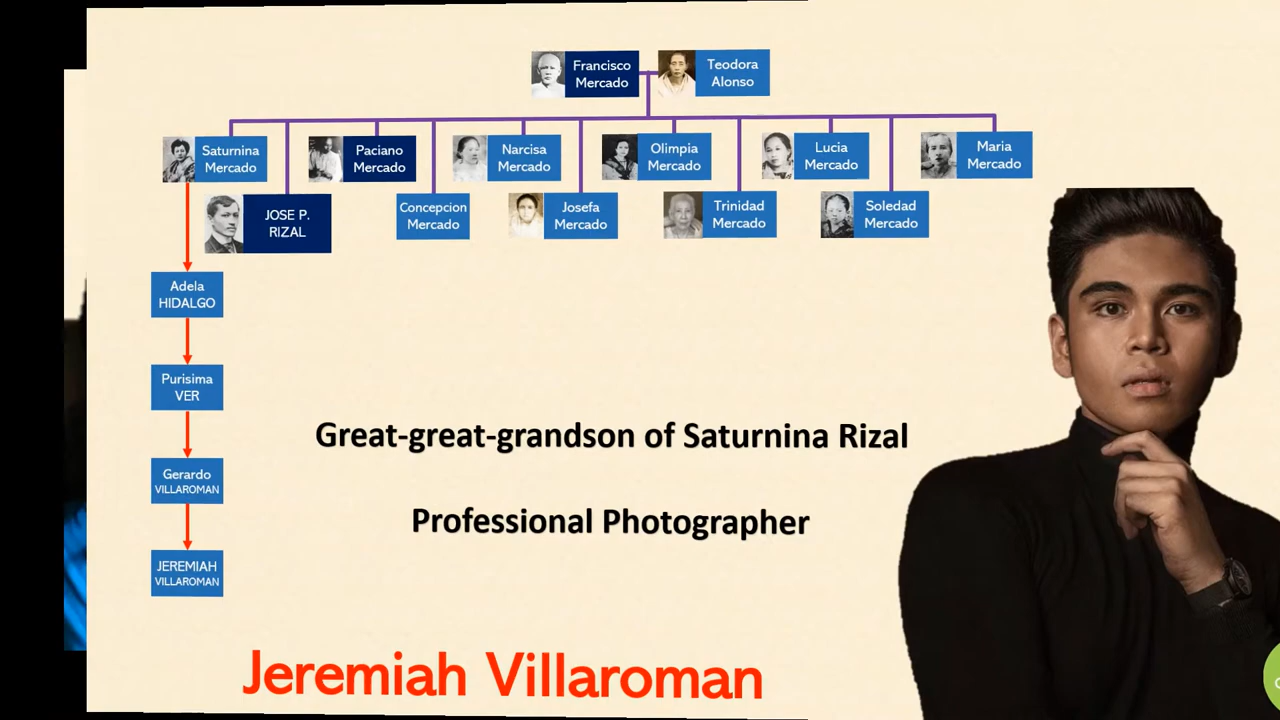 Francisco
Mercado
Teodora
Alonso
Saturnina
Mercado
Paciano
Mercado
Narcisa
Mercado
Olimpia
Mercado
Lucia
Mercado
Maria
Mercado
JOSE P.
RIZAL
Concepcion
Mercado
Josefa
Mercado
Trinidad
Mercado
Soledad
Mercado
Adela
HIDALGO
Purisima
VER
Gerardo
VILLAROMAN
JEREMIAH
VILLAROMAN
Great-great-grandson of Saturnina Rizal
Professional Photographer
Jeremiah Villaroman